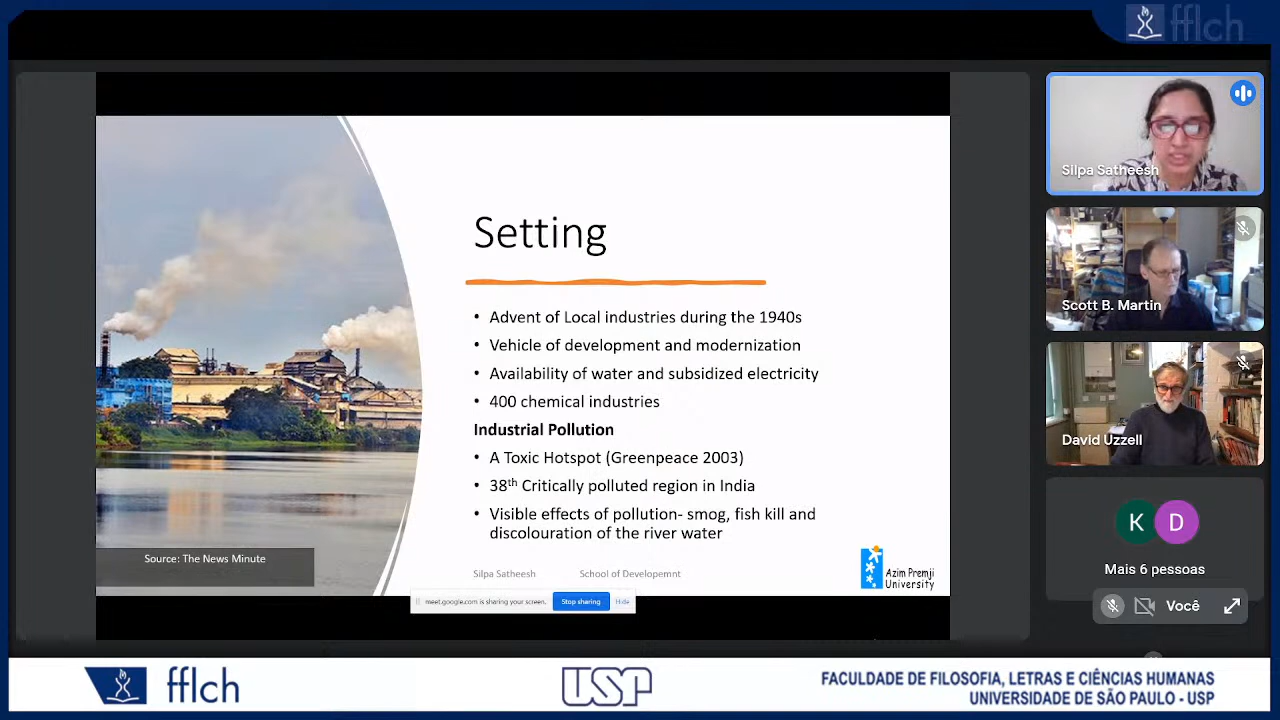 fflch
Setting
• Advent of Local industries during the 1940s
• Vehicle of development and modernization
• Availability of water and subsidized electricity
• 400 chemical industries
Industrial Pollution
• A Toxic Hotspot (Greenpeace 2003)
• 38th Critically polluted region in India
• Visible effects of pollution- smog, fish kill and
discolouration of the river water
Source: The News Minute
Silpa Satheesh
School of Developemnt
Azim Premji
University
meet.google.com is sharing your screen.
Stop sharing
Hide
Silpa Satheesh
Scott B. Martin
David Uzzell
K
D
Mais 6 pessoas
Você
fflch
USP
FACULDADE DE FILOSOFIA, LETRAS E CIÊNCIAS HUMANAS
UNIVERSIDADE DE SÃO PAULO - USP